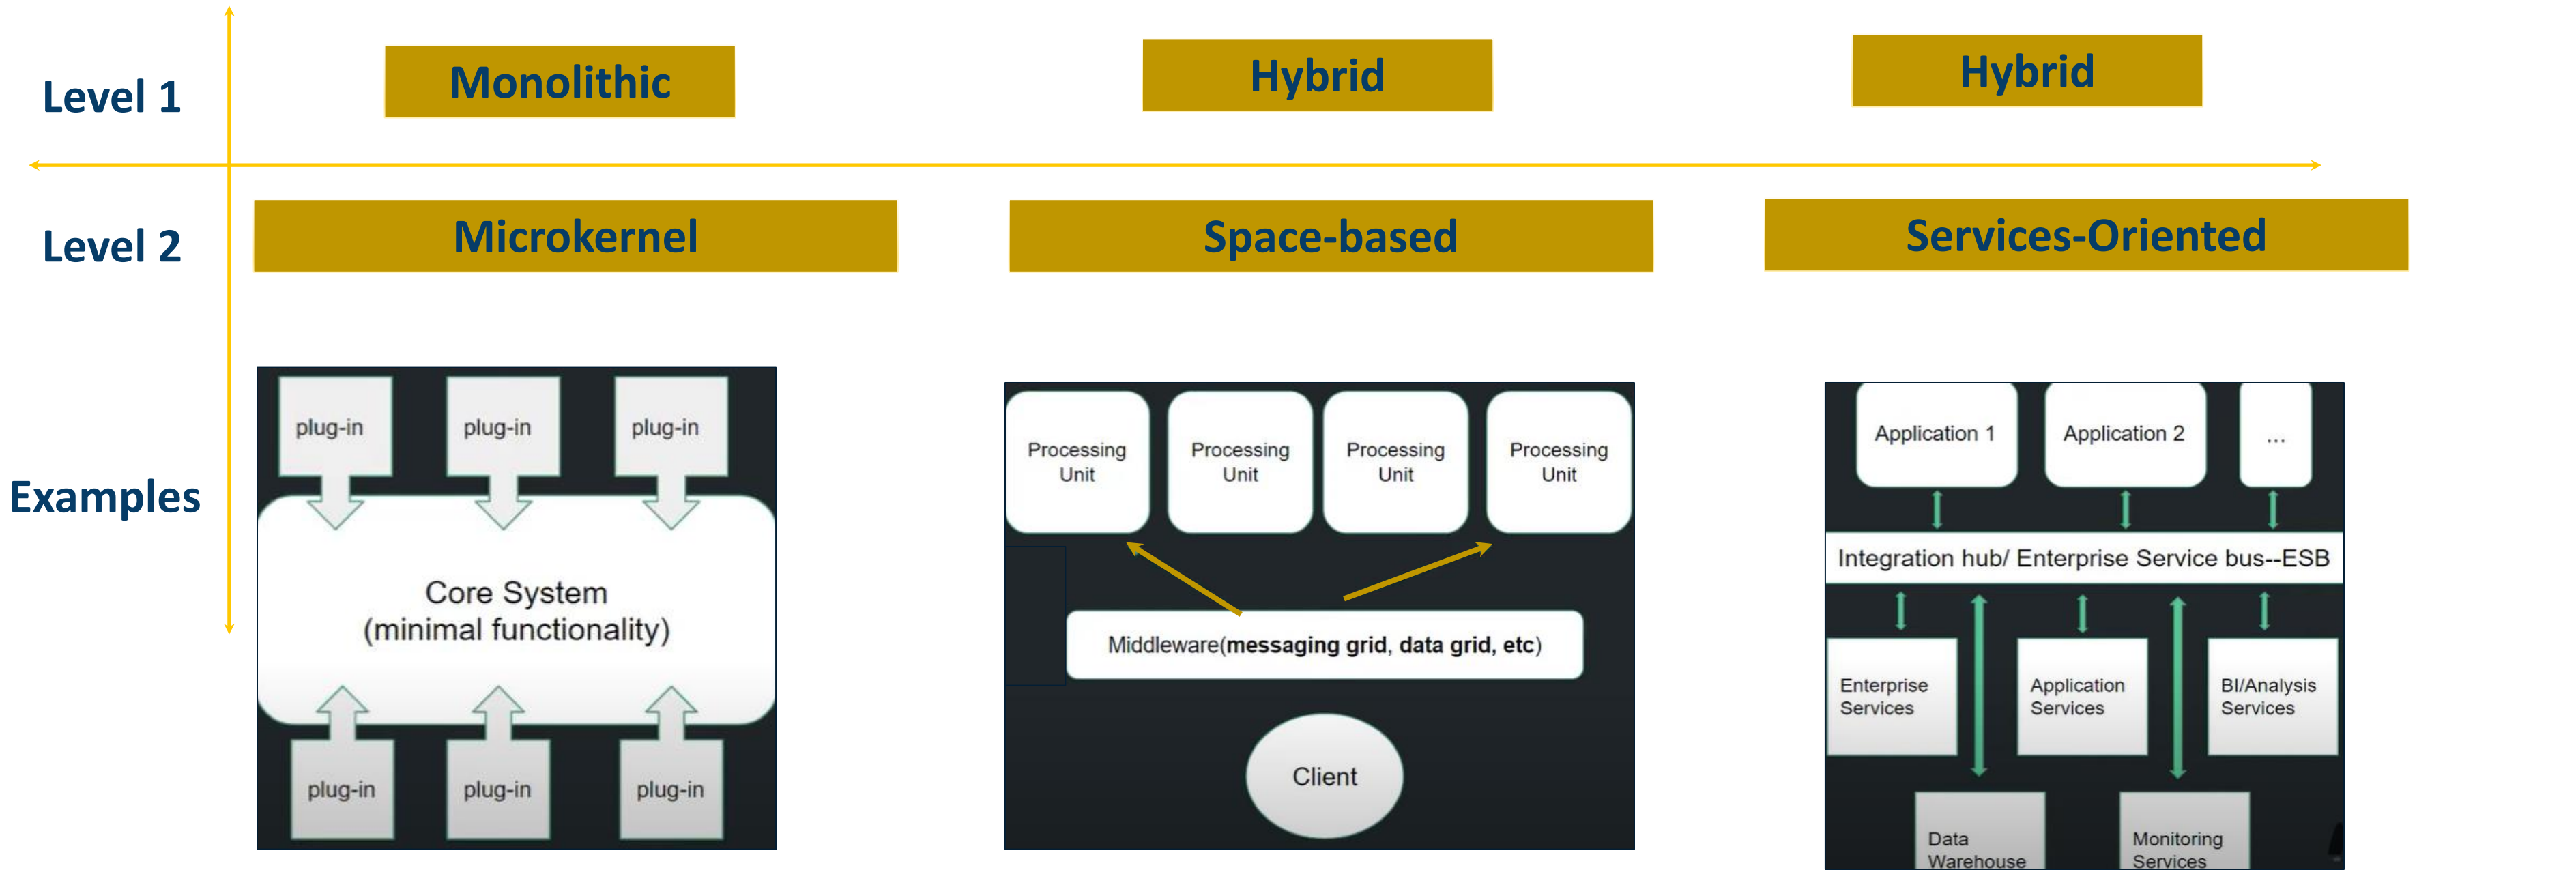 Level 1
Monolithic
Hybrid
Hybrid
Level 2
Microkernel
Space-based
Services-Oriented
Examples
plug-in
plug-in
plug-in
Core System
(minimal functionality)
plug-in
plug-in
plug-in
Processing
Unit
Processing
Unit
Processing
Unit
Processing
Unit
Middleware(messaging grid, data grid, etc)
Client
Application 1
Application 2
...
Integration hub/ Enterprise Service bus--ESB
Enterprise
Services
Application
Services
BI/Analysis
Services
Data
Warehouse
Monitoring
Services